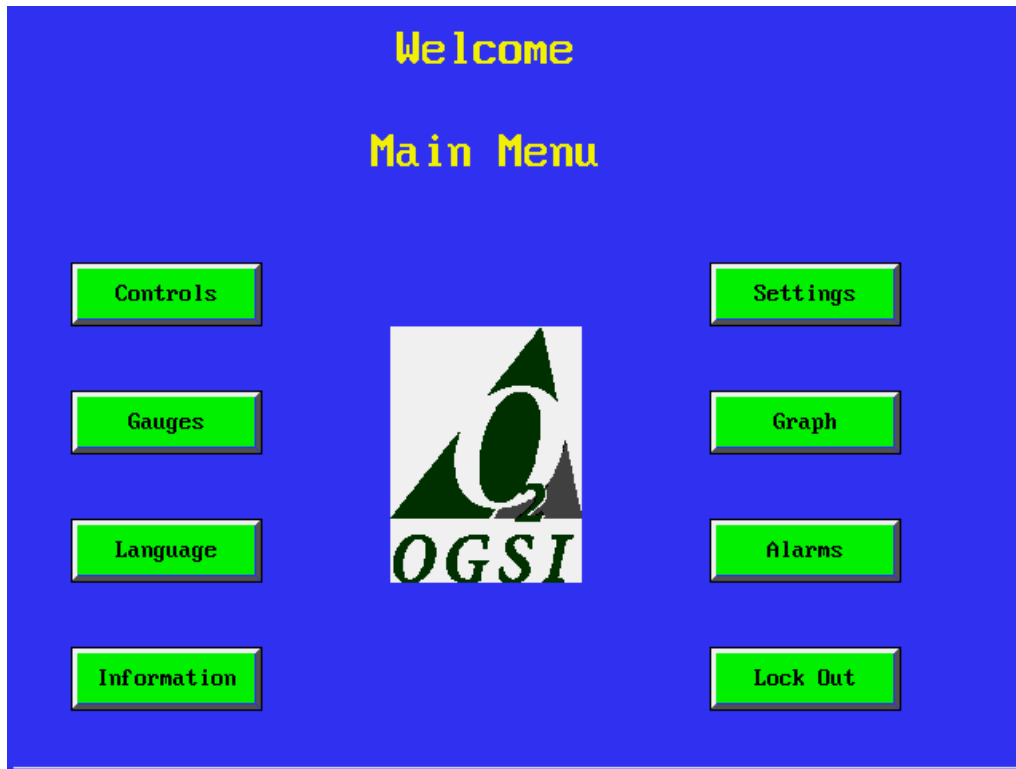 Welcome
Main Menu
Controls
Settings
Gauges
Graph
Language
Alarms
Information
Lock Out
O2
OGSI